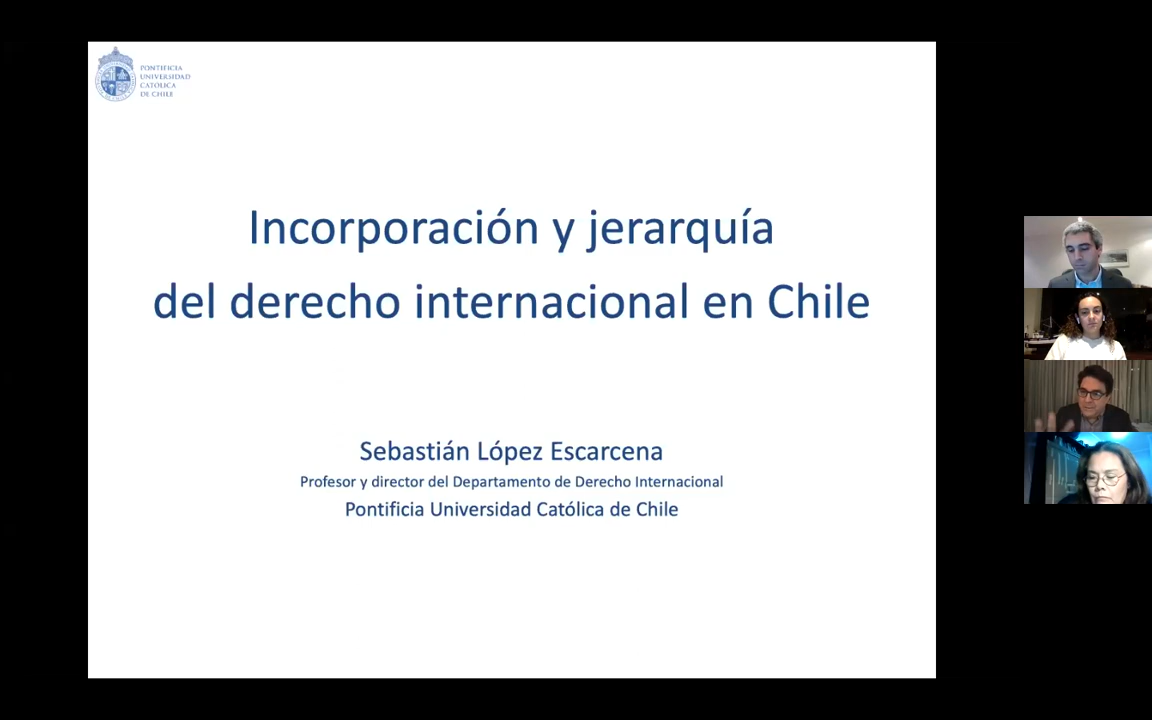 PONTIFICIA
UNIVERSIDAD
CATÓLICA
DE CHILE
Incorporación y jerarquía
del derecho internacional en Chile
Sebastián López Escarcena
Profesor y director del Departamento de Derecho Internacional
Pontificia Universidad Católica de Chile